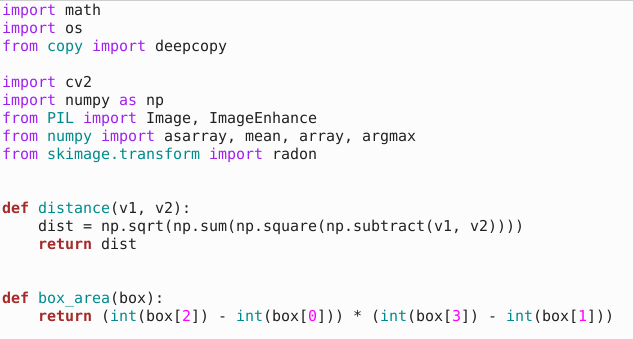 import math
import os
from copy import deepcopy

import cv2
import numpy as np
from PIL import Image, ImageEnhance
from numpy import asarray, mean, array, argmax
from skimage.transform import radon


def distance(v1, v2):
    dist = np.sqrt(np.sum(np.square(np.subtract(v1, v2))))
    return dist


def box_area(box):
    return (int(box[2]) - int(box[0])) * (int(box[3]) - int(box[1]))